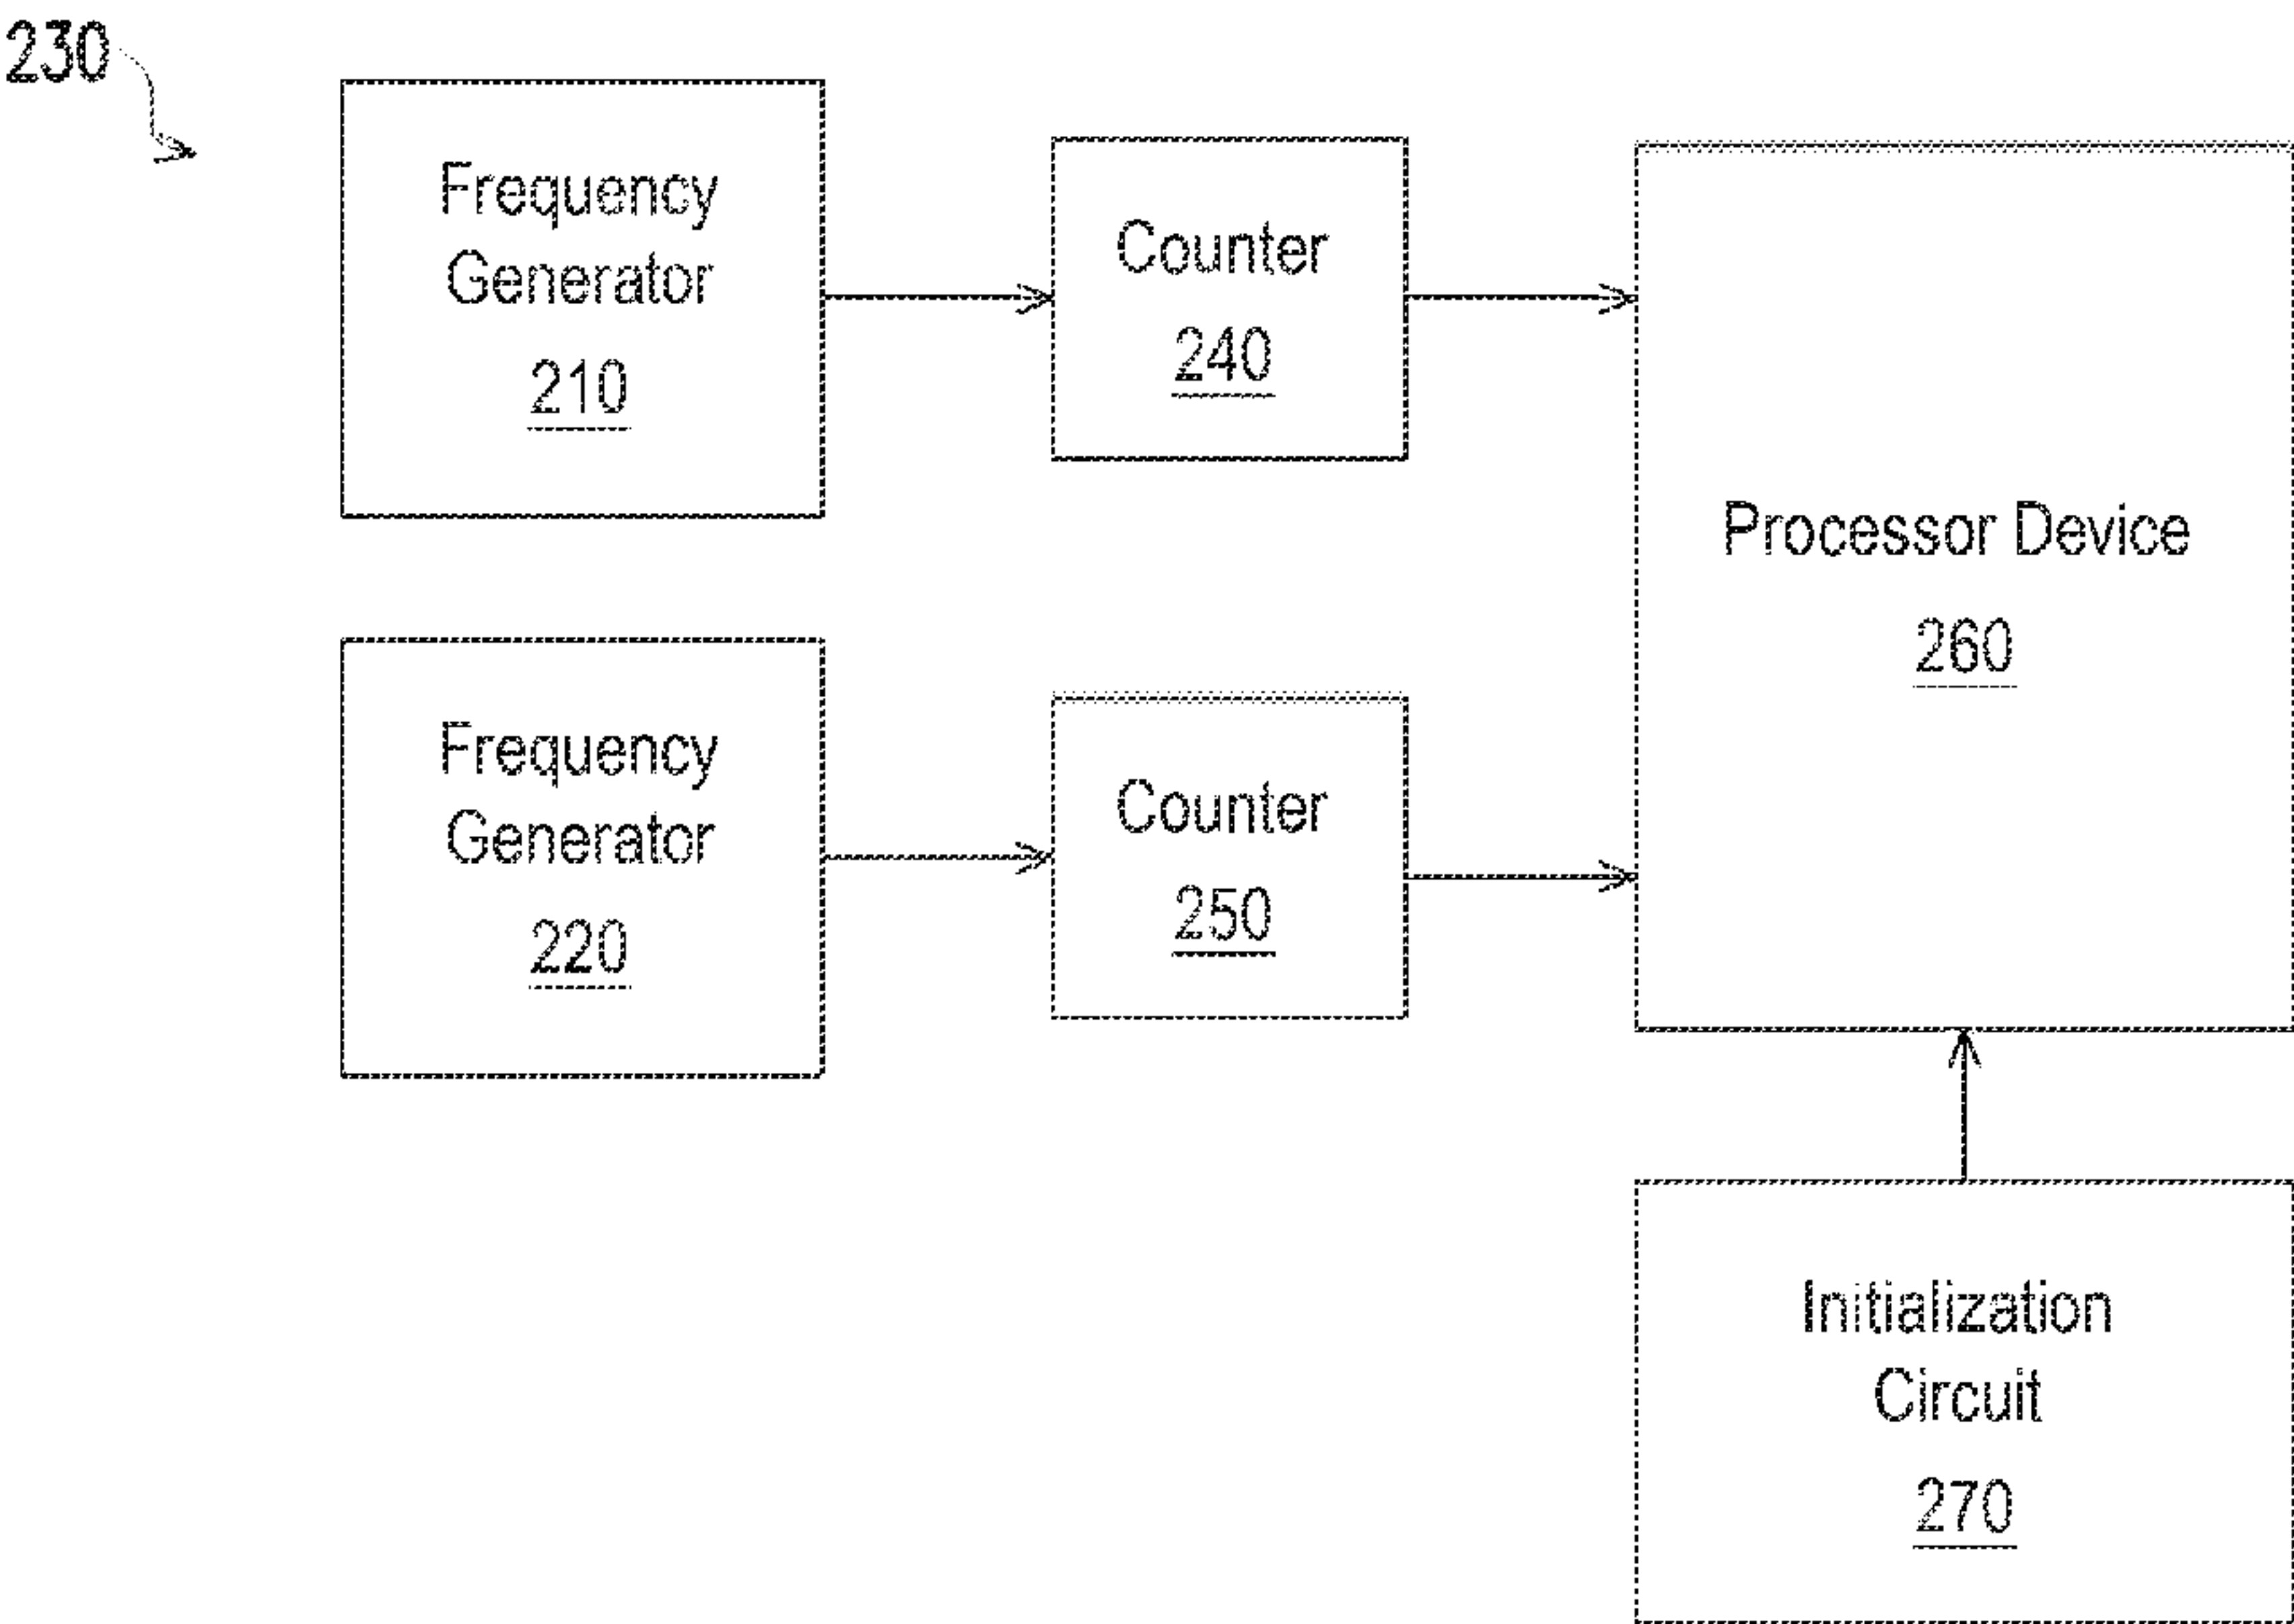 230
Frequency
Generator
210
Counter
240
Processor Device
260
Frequency
Generator
220
Counter
250
Initialization
Circuit
270